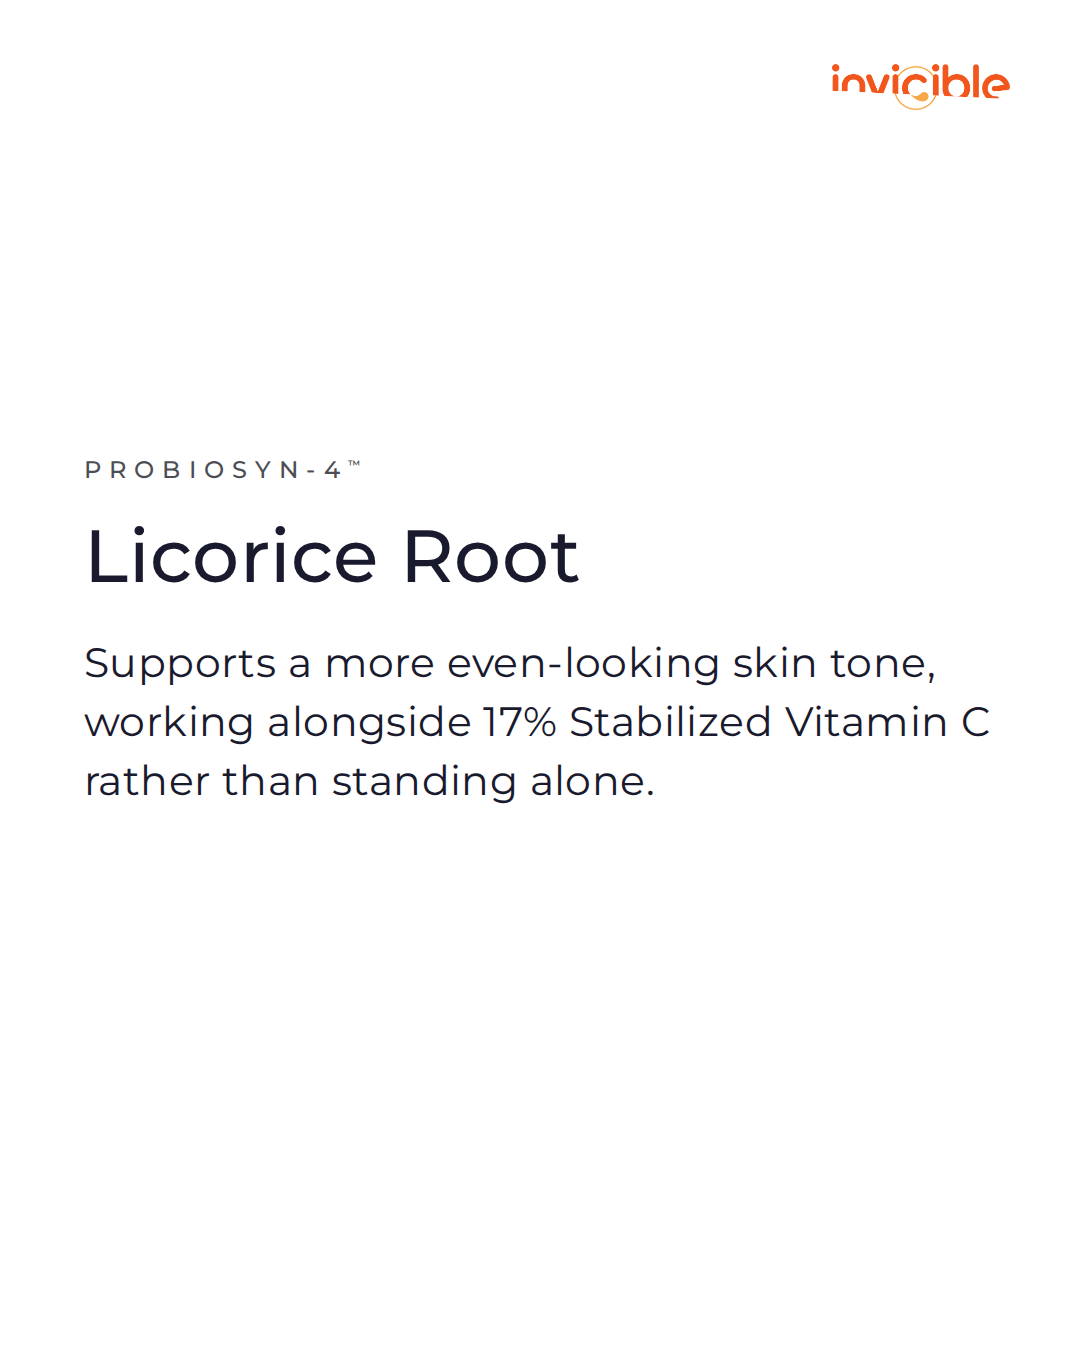 invicible
PROBIOSYN-4™
Licorice Root
Supports a more even-looking skin tone,
working alongside 17% Stabilized Vitamin C
rather than standing alone.